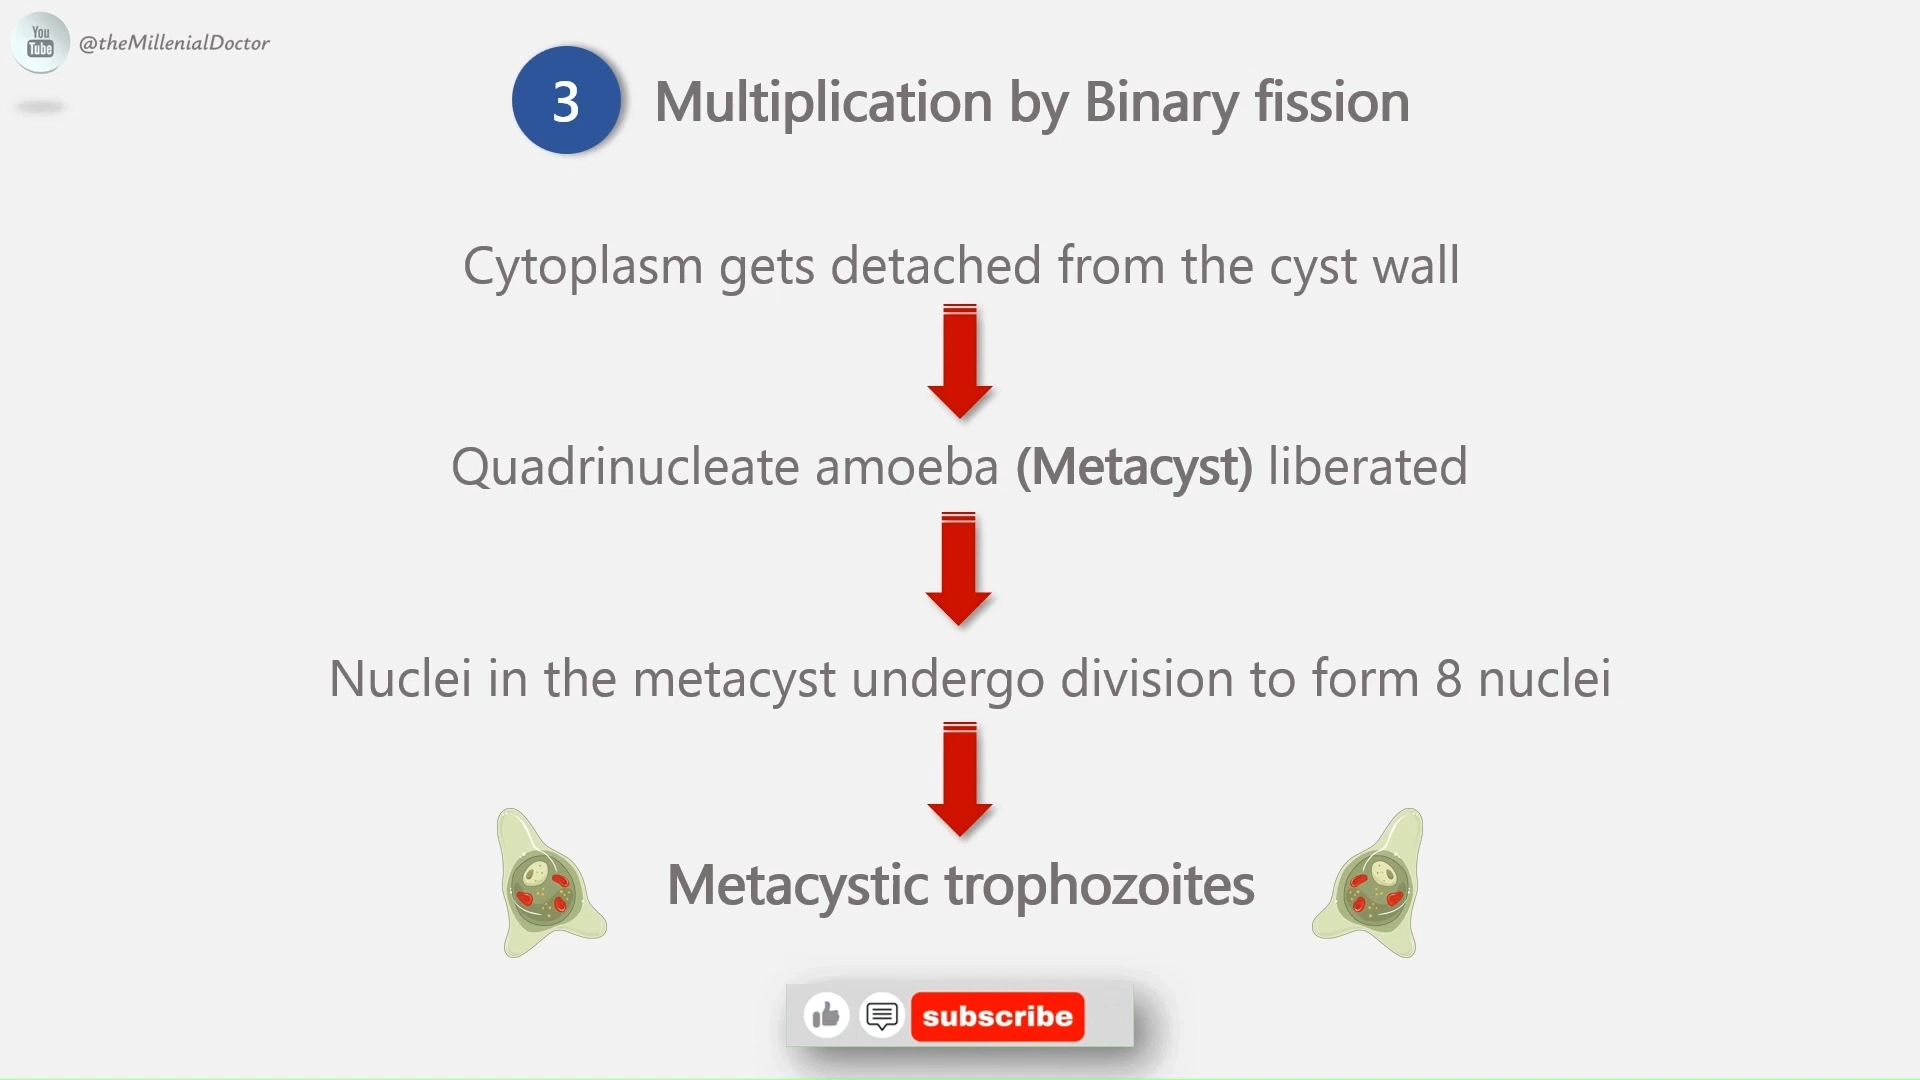 You
Tube
@theMillenialDoctor
3
Multiplication by Binary fission
Cytoplasm gets detached from the cyst wall
Quadrinucleate amoeba (Metacyst) liberated
Nuclei in the metacyst undergo division to form 8 nuclei
Metacystic trophozoites
subscribe